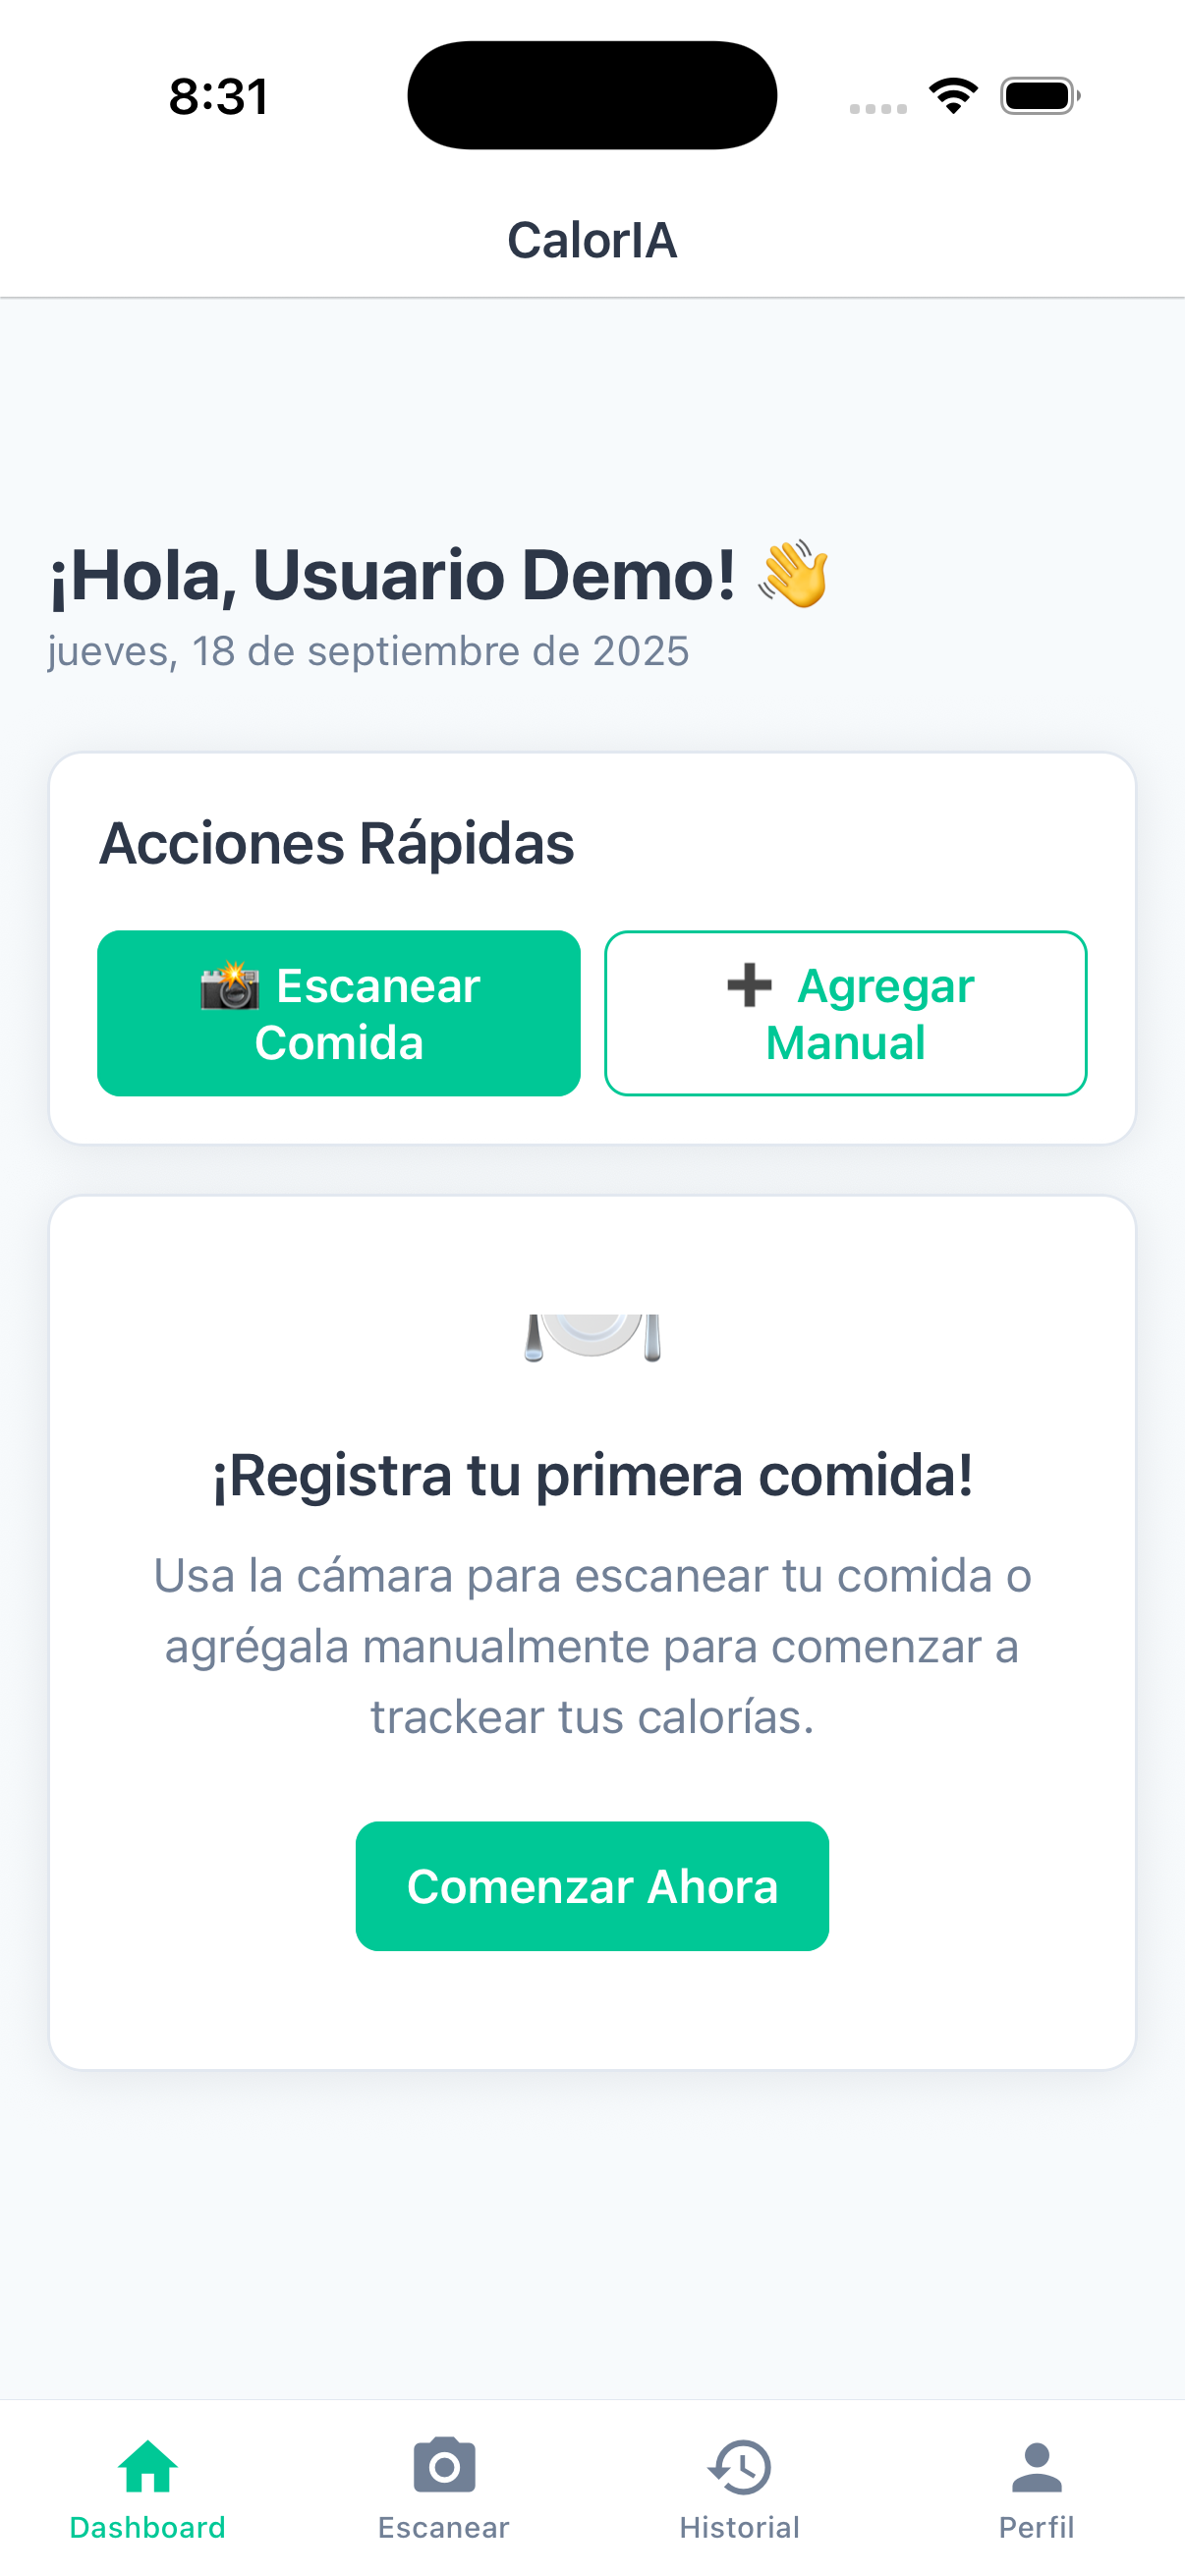 8:31
CalorIA
¡Hola, Usuario Demo! 👋
jueves, 18 de septiembre de 2025
Acciones Rápidas
📸 Escanear
Comida
➕ Agregar
Manual
¡Registra tu primera comida!
Usa la cámara para escanear tu comida o
agrégala manualmente para comenzar a
trackear tus calorías.
Comenzar Ahora
Dashboard
Escanear
Historial
Perfil